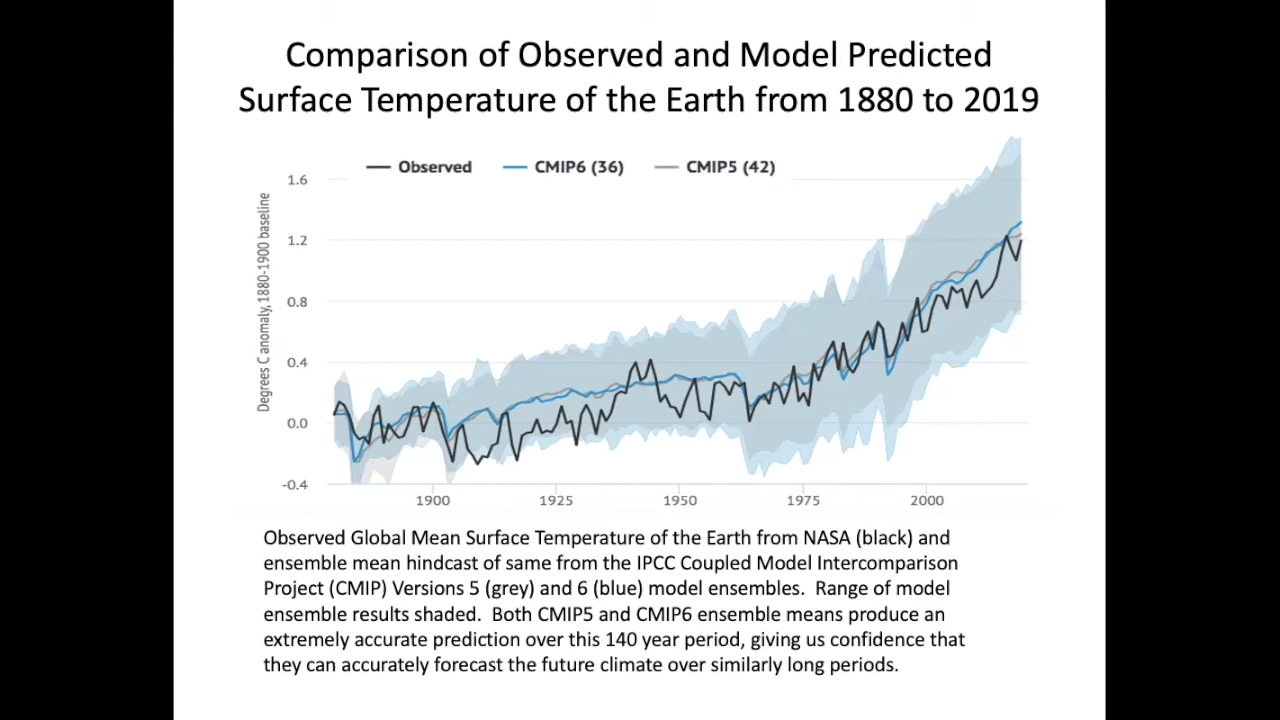 Comparison of Observed and Model Predicted
Surface Temperature of the Earth from 1880 to 2019
Observed CMIP6 (36) CMIP5 (42)
Degrees C anomaly, 1880-1900 baseline
1.6
1.2
0.8
0.4
0.0
-0.4
1900 1925 1950 1975 2000
Observed Global Mean Surface Temperature of the Earth from NASA (black) and
ensemble mean hindcast of same from the IPCC Coupled Model Intercomparison
Project (CMIP) Versions 5 (grey) and 6 (blue) model ensembles.  Range of model
ensemble results shaded.  Both CMIP5 and CMIP6 ensemble means produce an
extremely accurate prediction over this 140 year period, giving us confidence that
they can accurately forecast the future climate over similarly long periods.